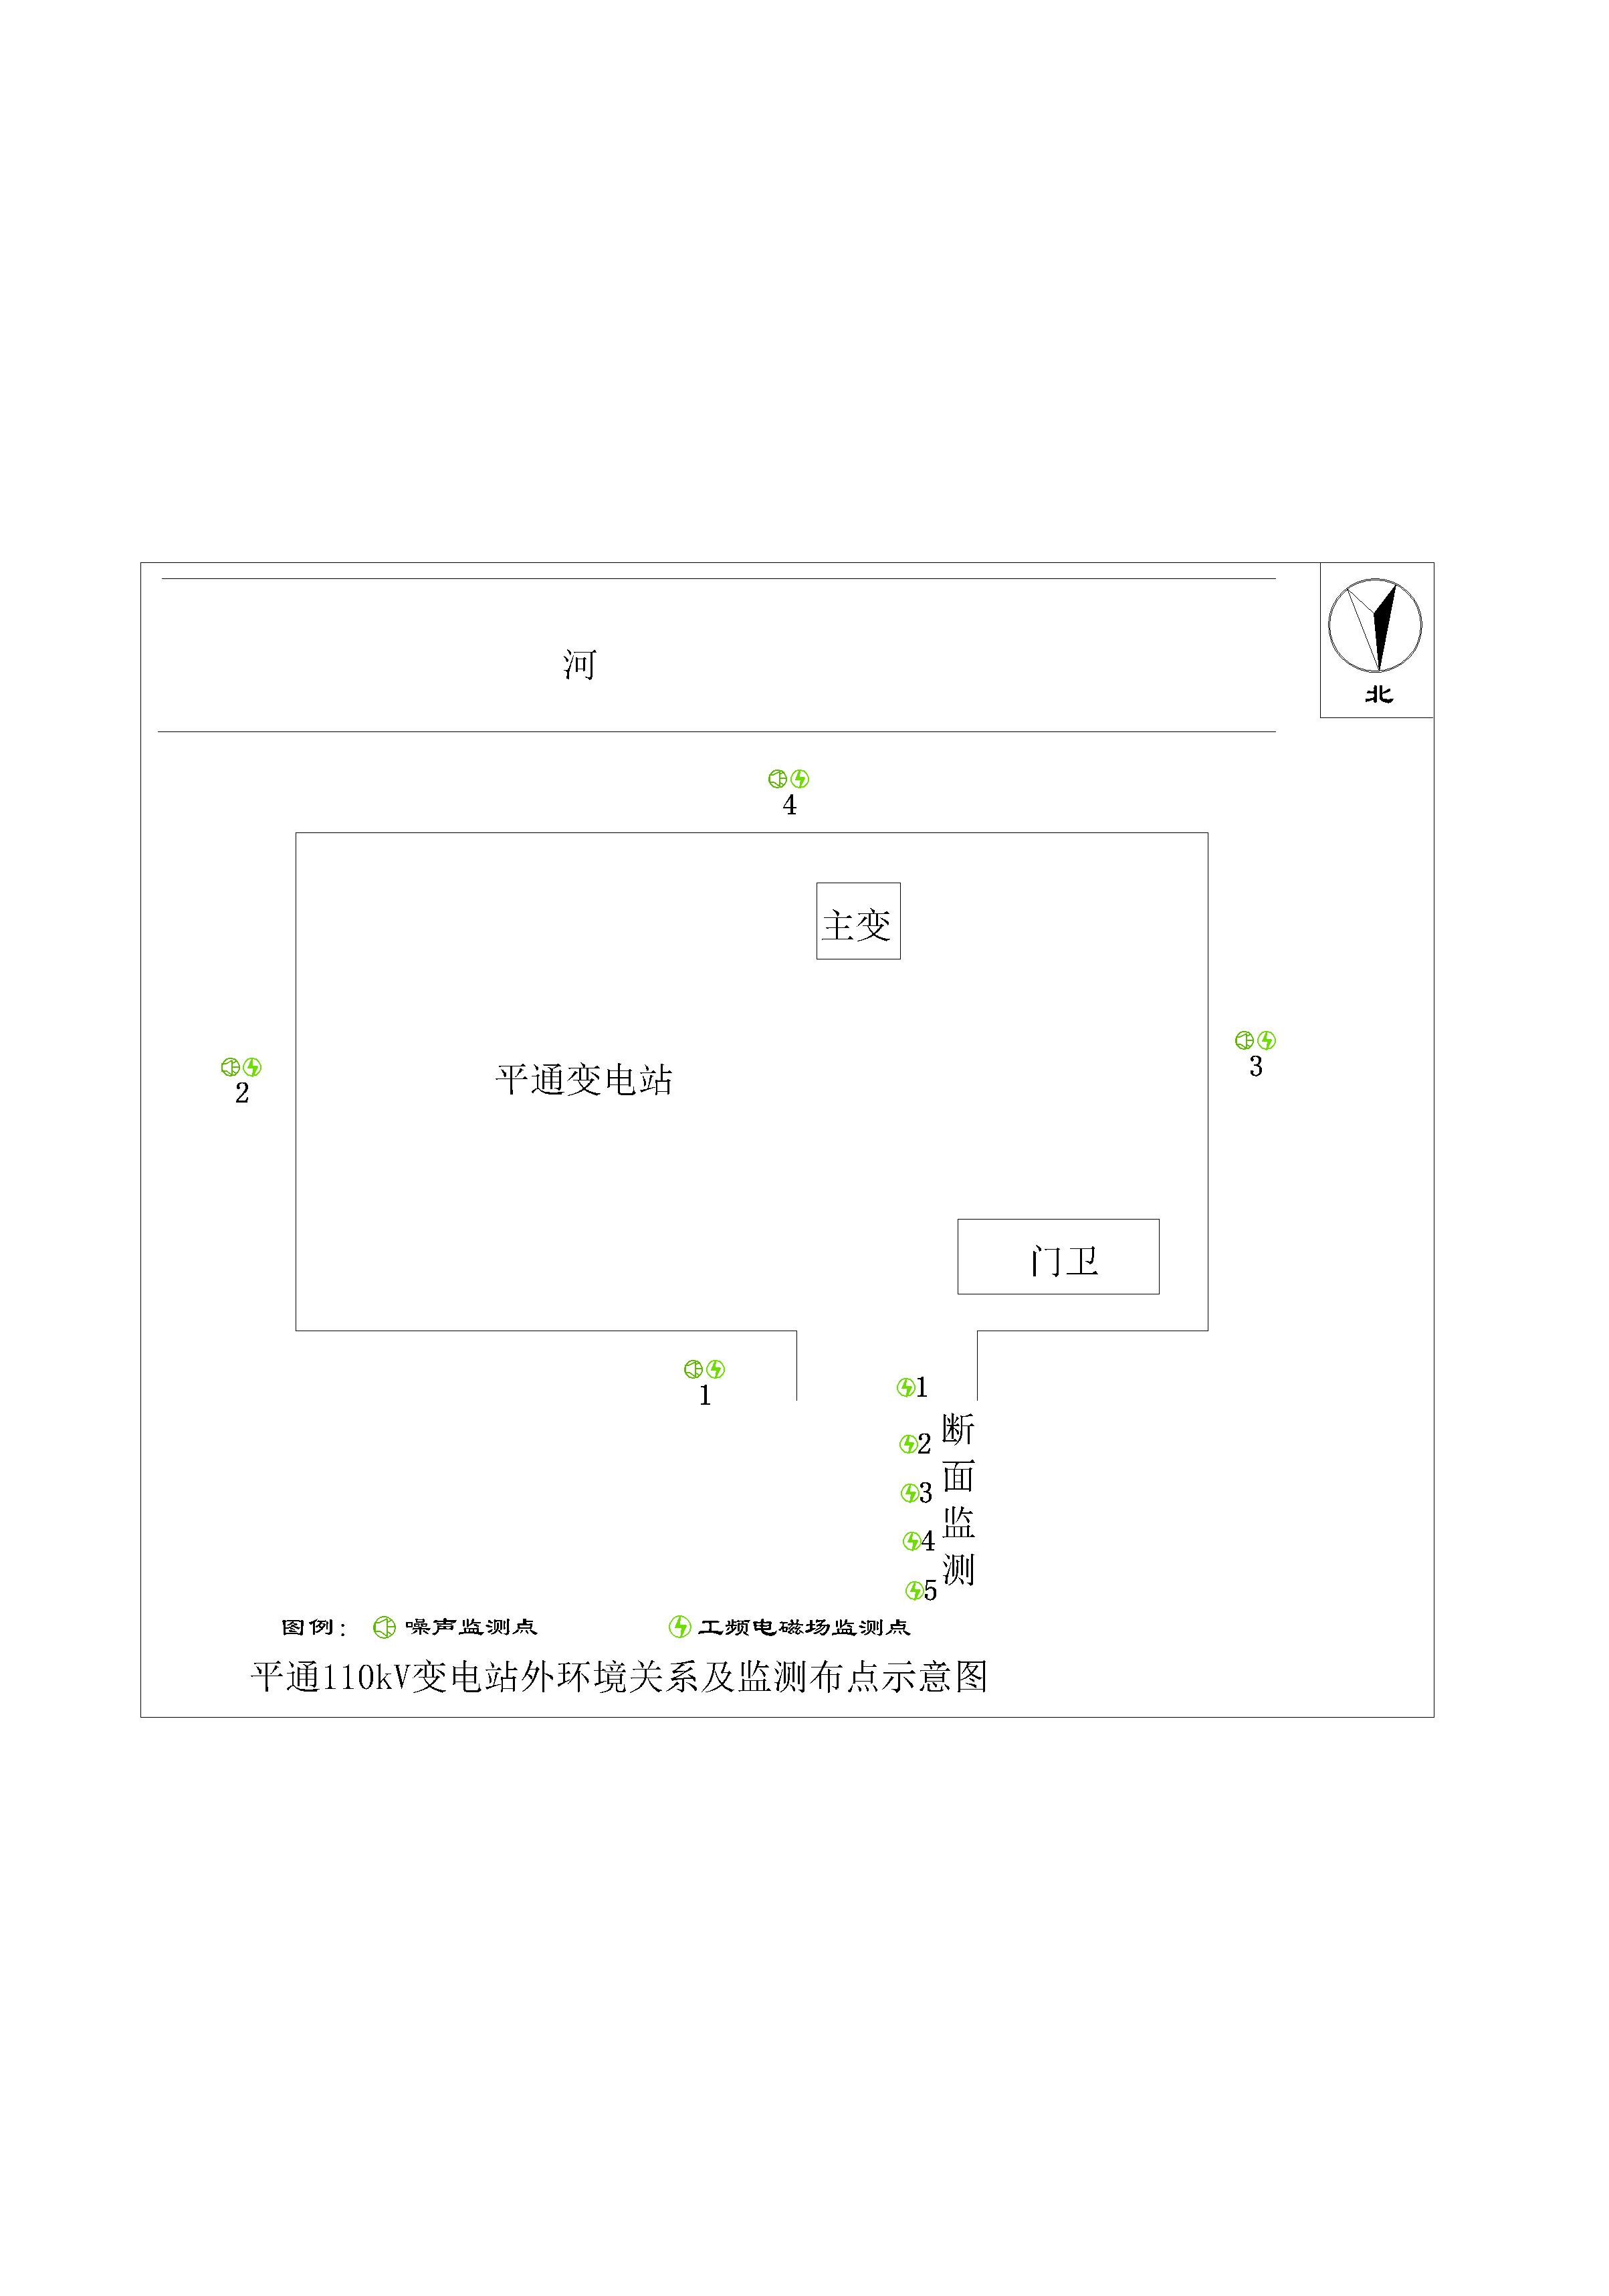 北
河
4
主变
平通变电站
3
2
门卫
1
1
2
3
4
5
断面监测
图例： 噪声监测点 工频电磁场监测点
平通110kV变电站外环境关系及监测布点示意图